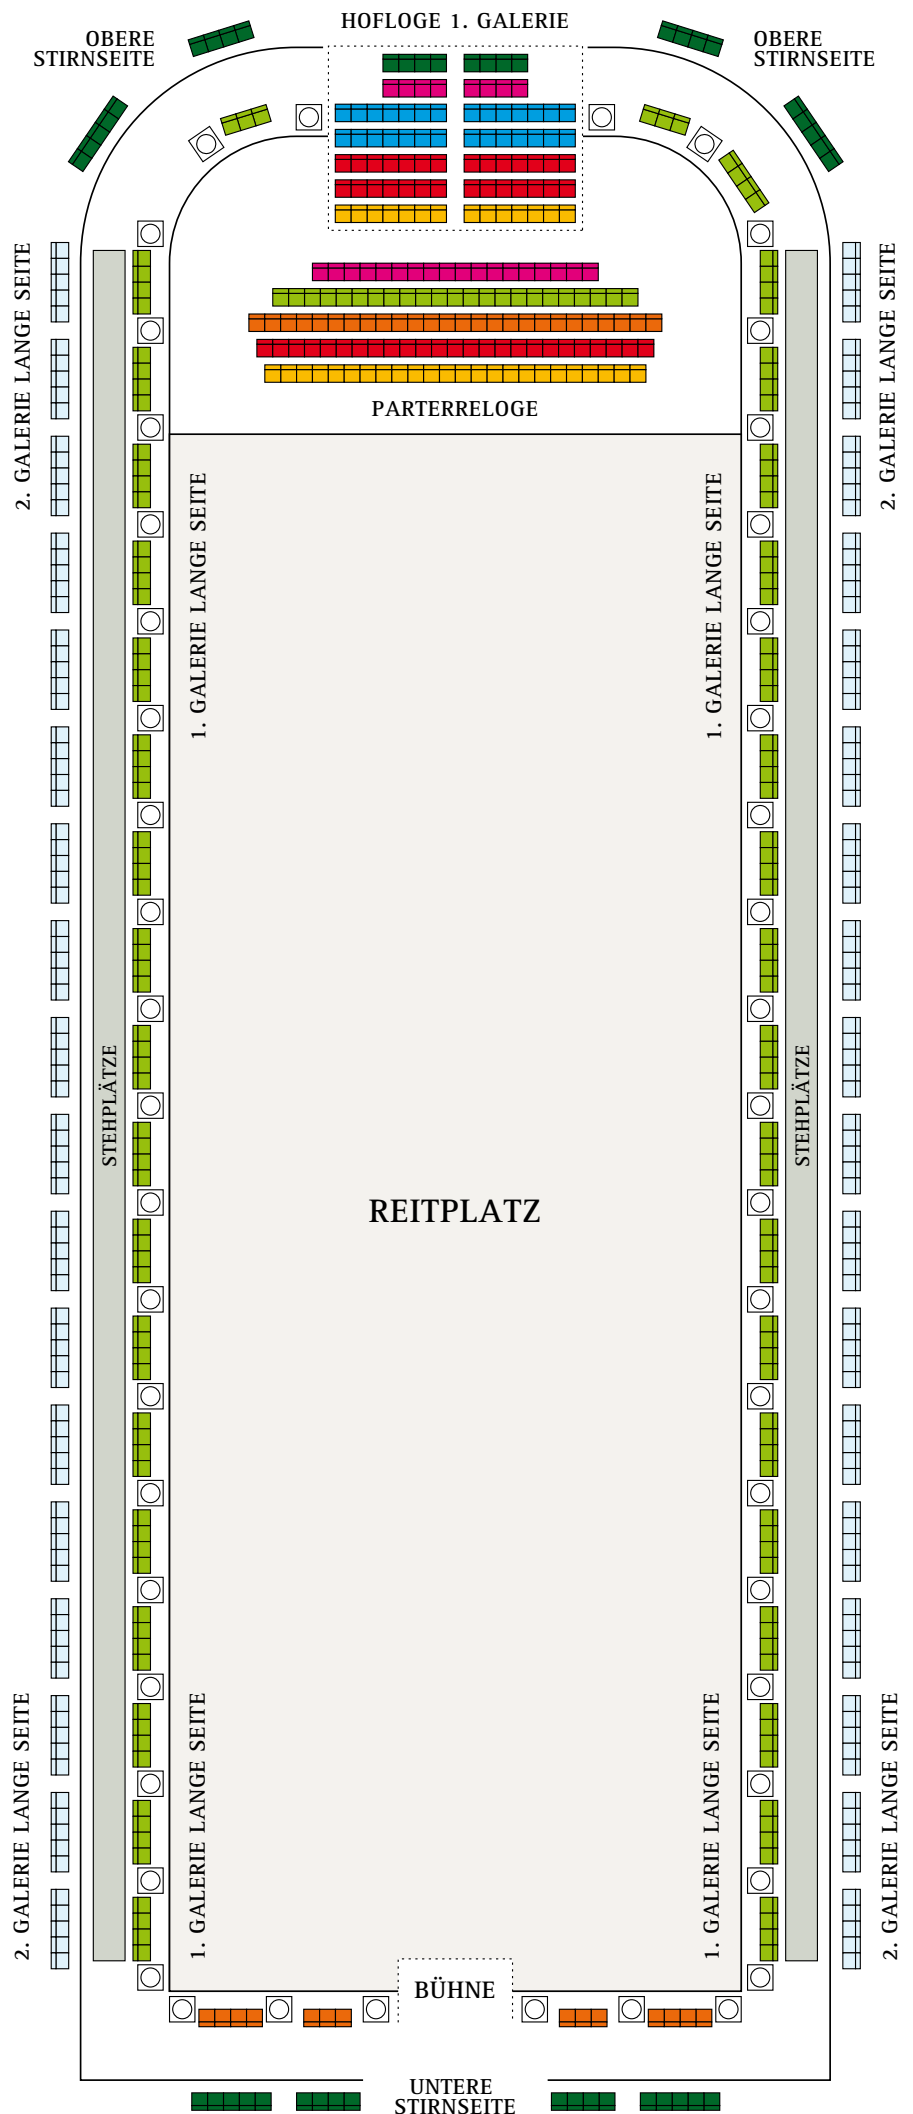 HOFLOGE 1. GALERIE
OBERE
STIRNSEITE
OBERE
STIRNSEITE
2. GALERIE LANGE SEITE
2. GALERIE LANGE SEITE
PARTERRELOGE
1. GALERIE LANGE SEITE
1. GALERIE LANGE SEITE
STEHPLÄTZE
STEHPLÄTZE
REITPLATZ
2. GALERIE LANGE SEITE
1. GALERIE LANGE SEITE
1. GALERIE LANGE SEITE
2. GALERIE LANGE SEITE
BÜHNE
UNTERE
STIRNSEITE